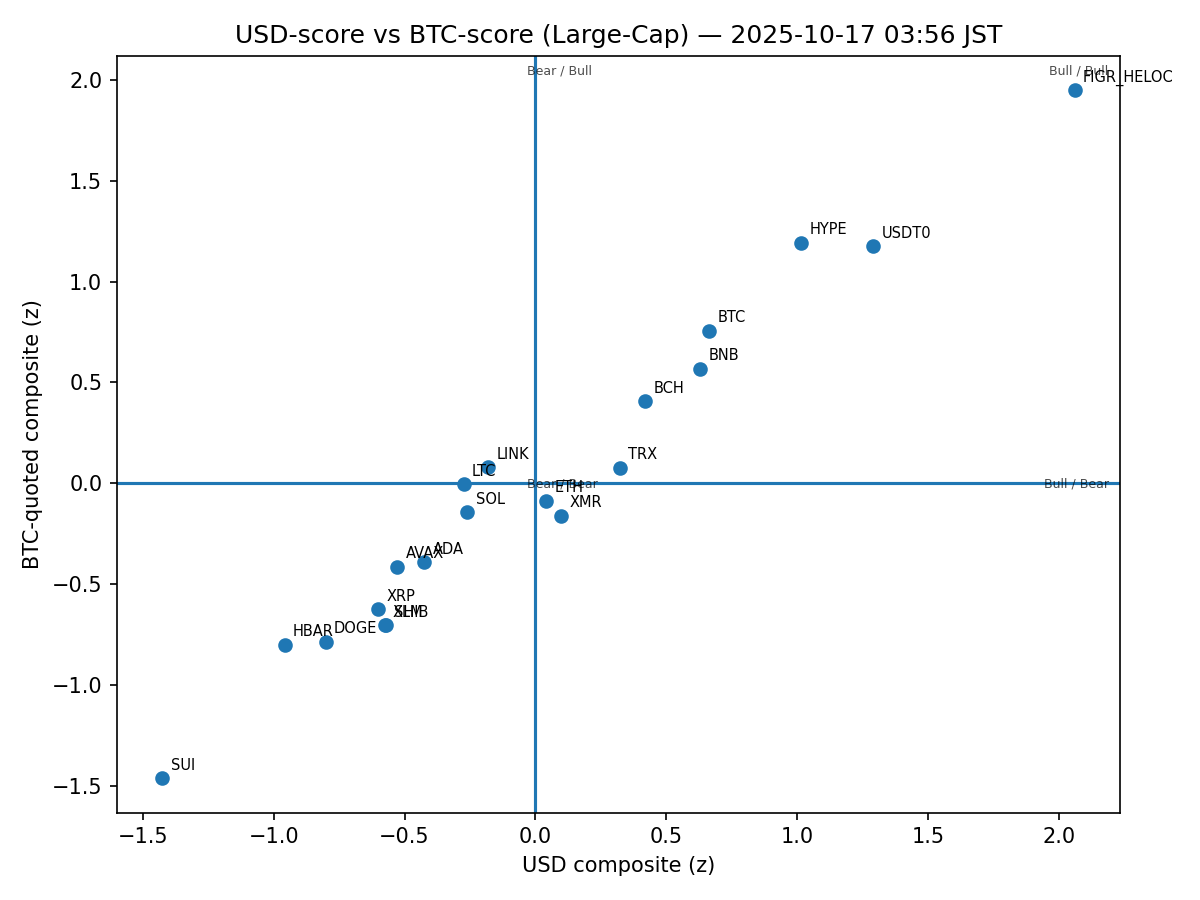 USD-score vs BTC-score (Large-Cap) — 2025-10-17 03:56 JST
Bear / Bull
Bull / Bull
FIGR_HELOC
2.0
1.5
HYPE
USDT0
1.0
BTC
BNB
0.5
BCH
LINK
TRX
LTC
0.0
Bear / Bear
ETH
Bull / Bear
SOL
XMR
AVAX
ADA
−0.5
XRP
XLM
SHIB
HBAR
DOGE
−1.0
SUI
−1.5
BTC-quoted composite (z)
−1.5
−1.0
−0.5
0.0
0.5
1.0
1.5
2.0
USD composite (z)